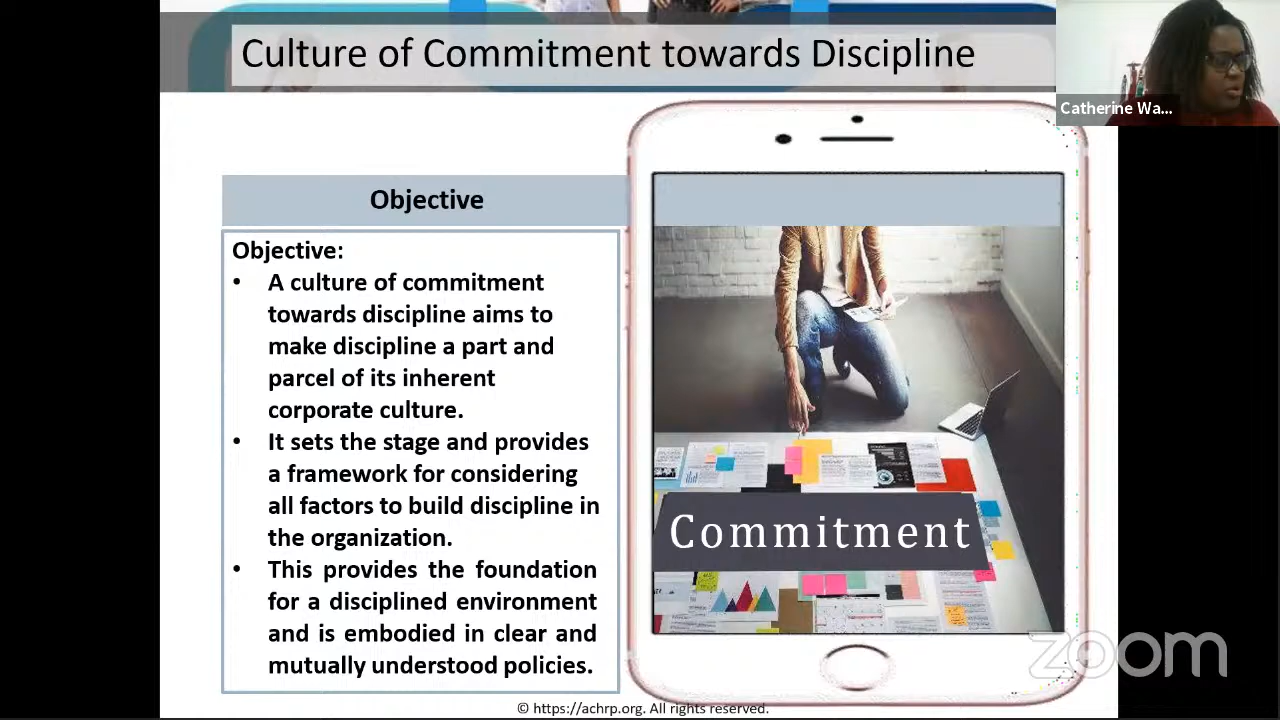 Culture of Commitment towards Discipline
Catherine Wa...
Objective
Objective:
• A culture of commitment
towards discipline aims to
make discipline a part and
parcel of its inherent
corporate culture.
• It sets the stage and provides
a framework for considering
all factors to build discipline in
the organization.
• This provides the foundation
for a disciplined environment
and is embodied in clear and
mutually understood policies.
Commitment
zoom
© https://achrp.org. All rights reserved.